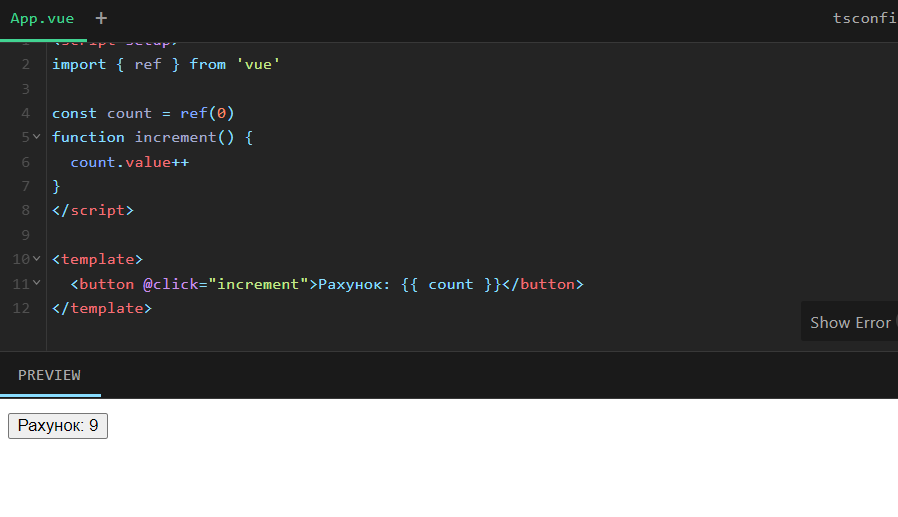 App.vue + tsconfi
1 <script setup>
2 import { ref } from 'vue'
3
4 const count = ref(0)
5 function increment() {
6   count.value++
7 }
8 </script>
9
10 <template>
11   <button @click="increment">Рахунок: {{ count }}</button>
12 </template>
Show Error
PREVIEW
Рахунок: 9